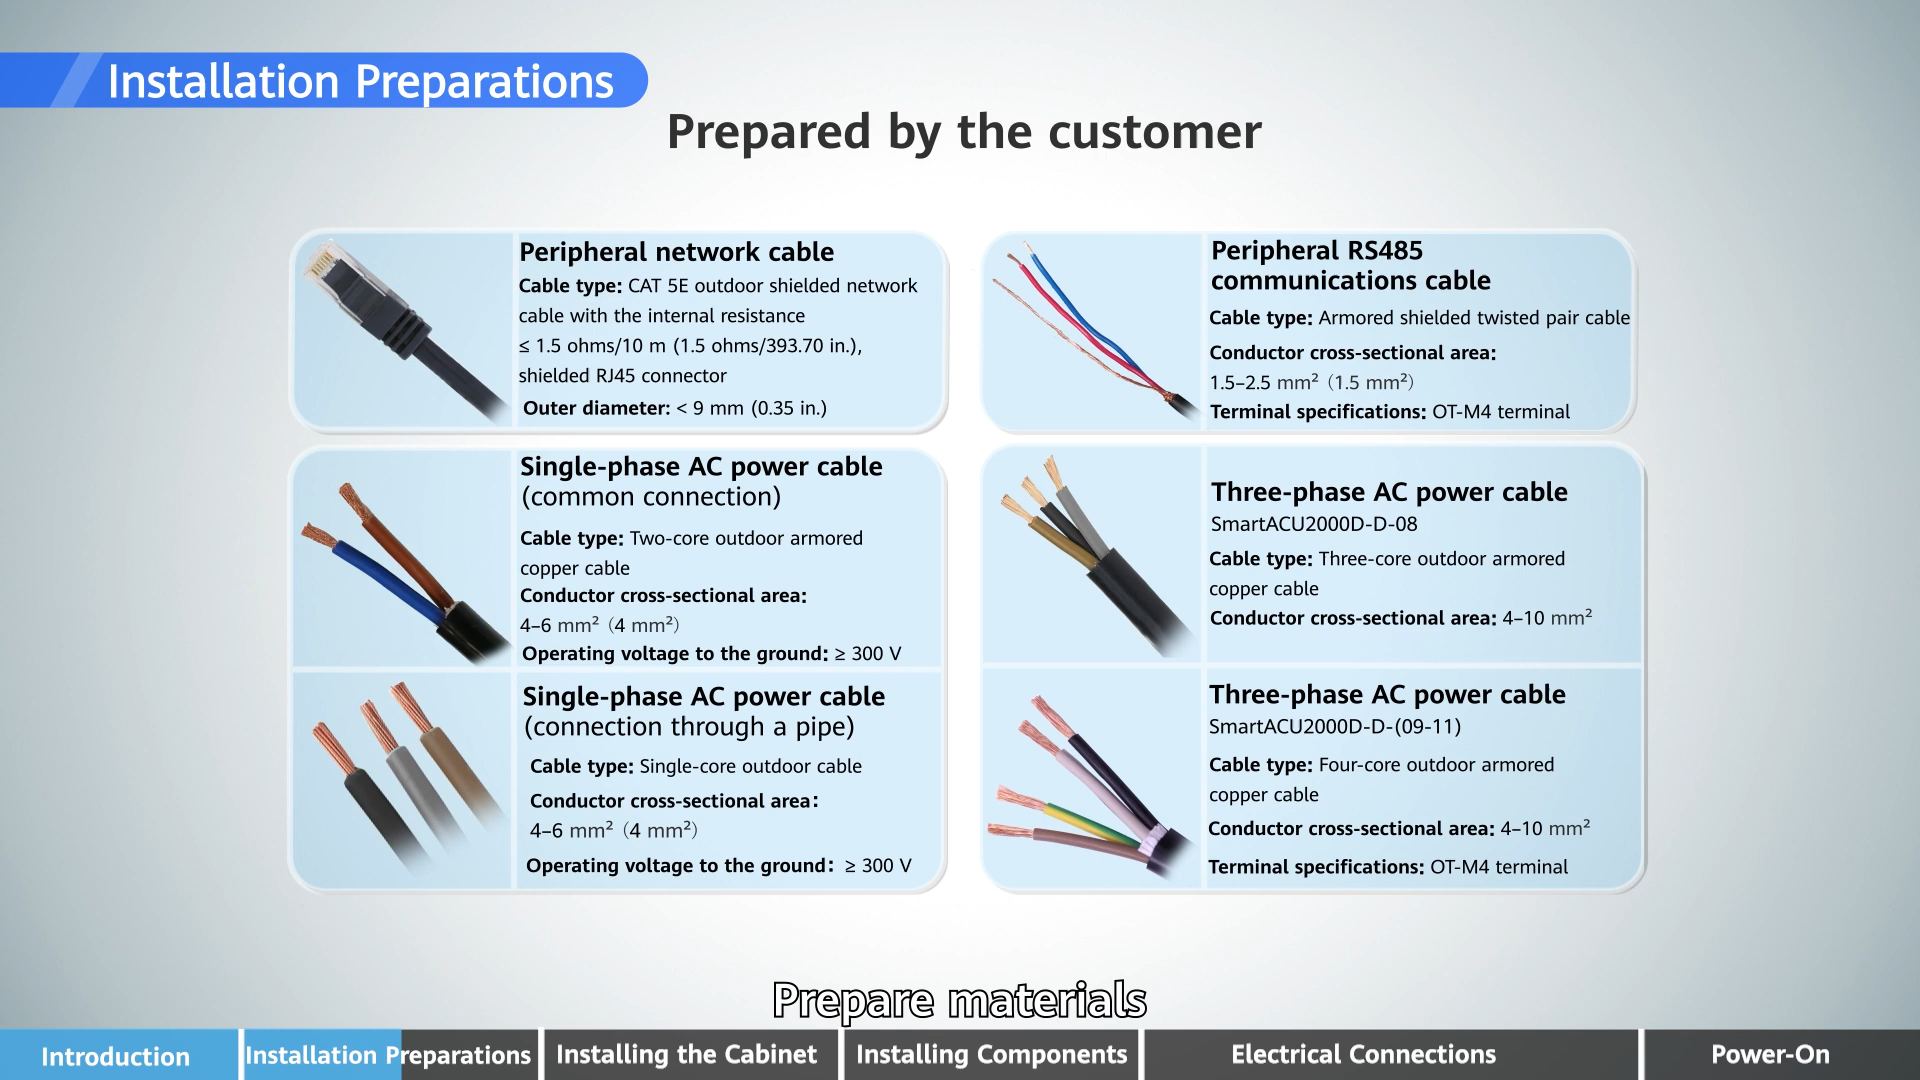 Installation Preparations
Prepared by the customer
Peripheral network cable
Cable type: CAT 5E outdoor shielded network
cable with the internal resistance
≤ 1.5 ohms/10 m (1.5 ohms/393.70 in.),
shielded RJ45 connector
Outer diameter: < 9 mm (0.35 in.)
Peripheral RS485
communications cable
Cable type: Armored shielded twisted pair cable
Conductor cross-sectional area:
1.5–2.5 mm²（1.5 mm²）
Terminal specifications: OT-M4 terminal
Single-phase AC power cable
(common connection)
Cable type: Two-core outdoor armored
copper cable
Conductor cross-sectional area:
4–6 mm²（4 mm²）
Operating voltage to the ground: ≥ 300 V
Three-phase AC power cable
SmartACU2000D-D-08
Cable type: Three-core outdoor armored
copper cable
Conductor cross-sectional area: 4–10 mm²
Single-phase AC power cable
(connection through a pipe)
Cable type: Single-core outdoor cable
Conductor cross-sectional area:
4–6 mm²（4 mm²）
Operating voltage to the ground: ≥ 300 V
Three-phase AC power cable
SmartACU2000D-D-(09-11)
Cable type: Four-core outdoor armored
copper cable
Conductor cross-sectional area: 4–10 mm²
Terminal specifications: OT-M4 terminal
Prepare materials
Introduction
Installation Preparations
Installing the Cabinet
Installing Components
Electrical Connections
Power-On